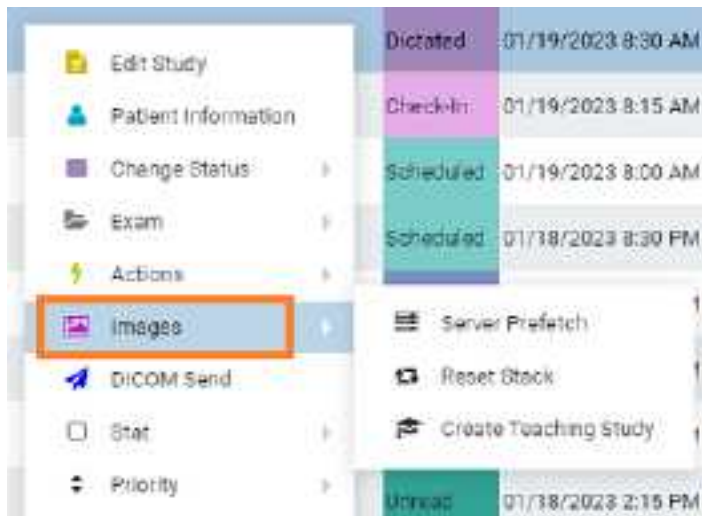 Edit Study
Patient Information
Change Status
Exam
Actions
Images
DICOM Send
Stat
Priority
Server Prefetch
Reset Stack
Create Teaching Study
Dictated 01/19/2023 8:30 AM
Check-In 01/19/2023 8:15 AM
Scheduled 01/19/2023 8:00 AM
Scheduled 01/18/2023 8:30 PM
Unread 01/18/2023 2:15 PM